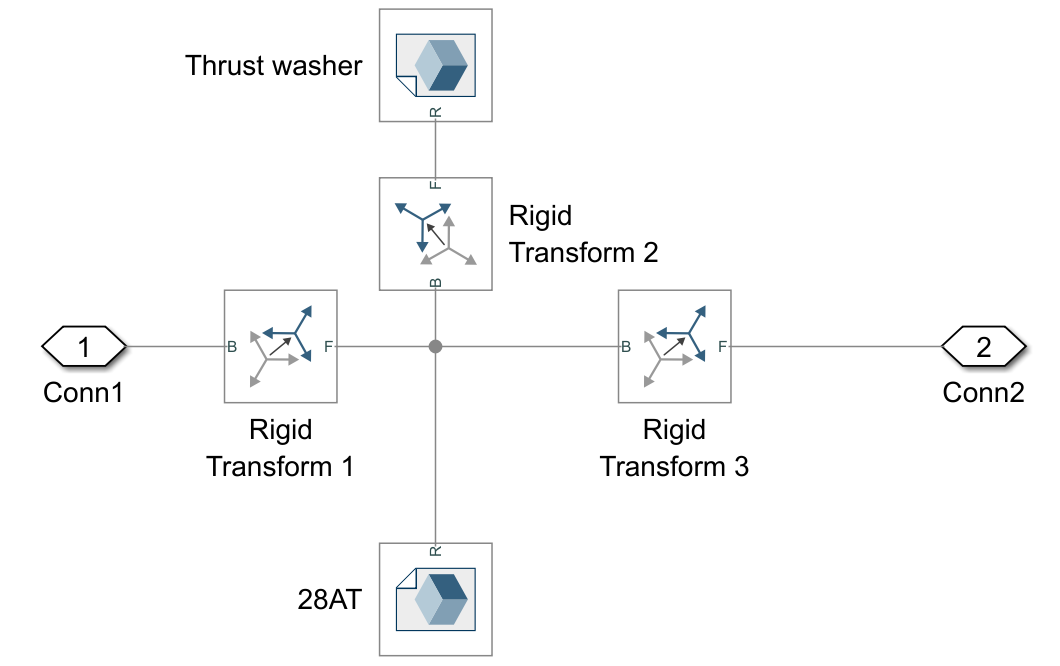 Thrust washer
R
F
Rigid
Transform 2
B
1
Conn1
B
F
Rigid
Transform 1
B
F
Rigid
Transform 3
2
Conn2
R
28AT